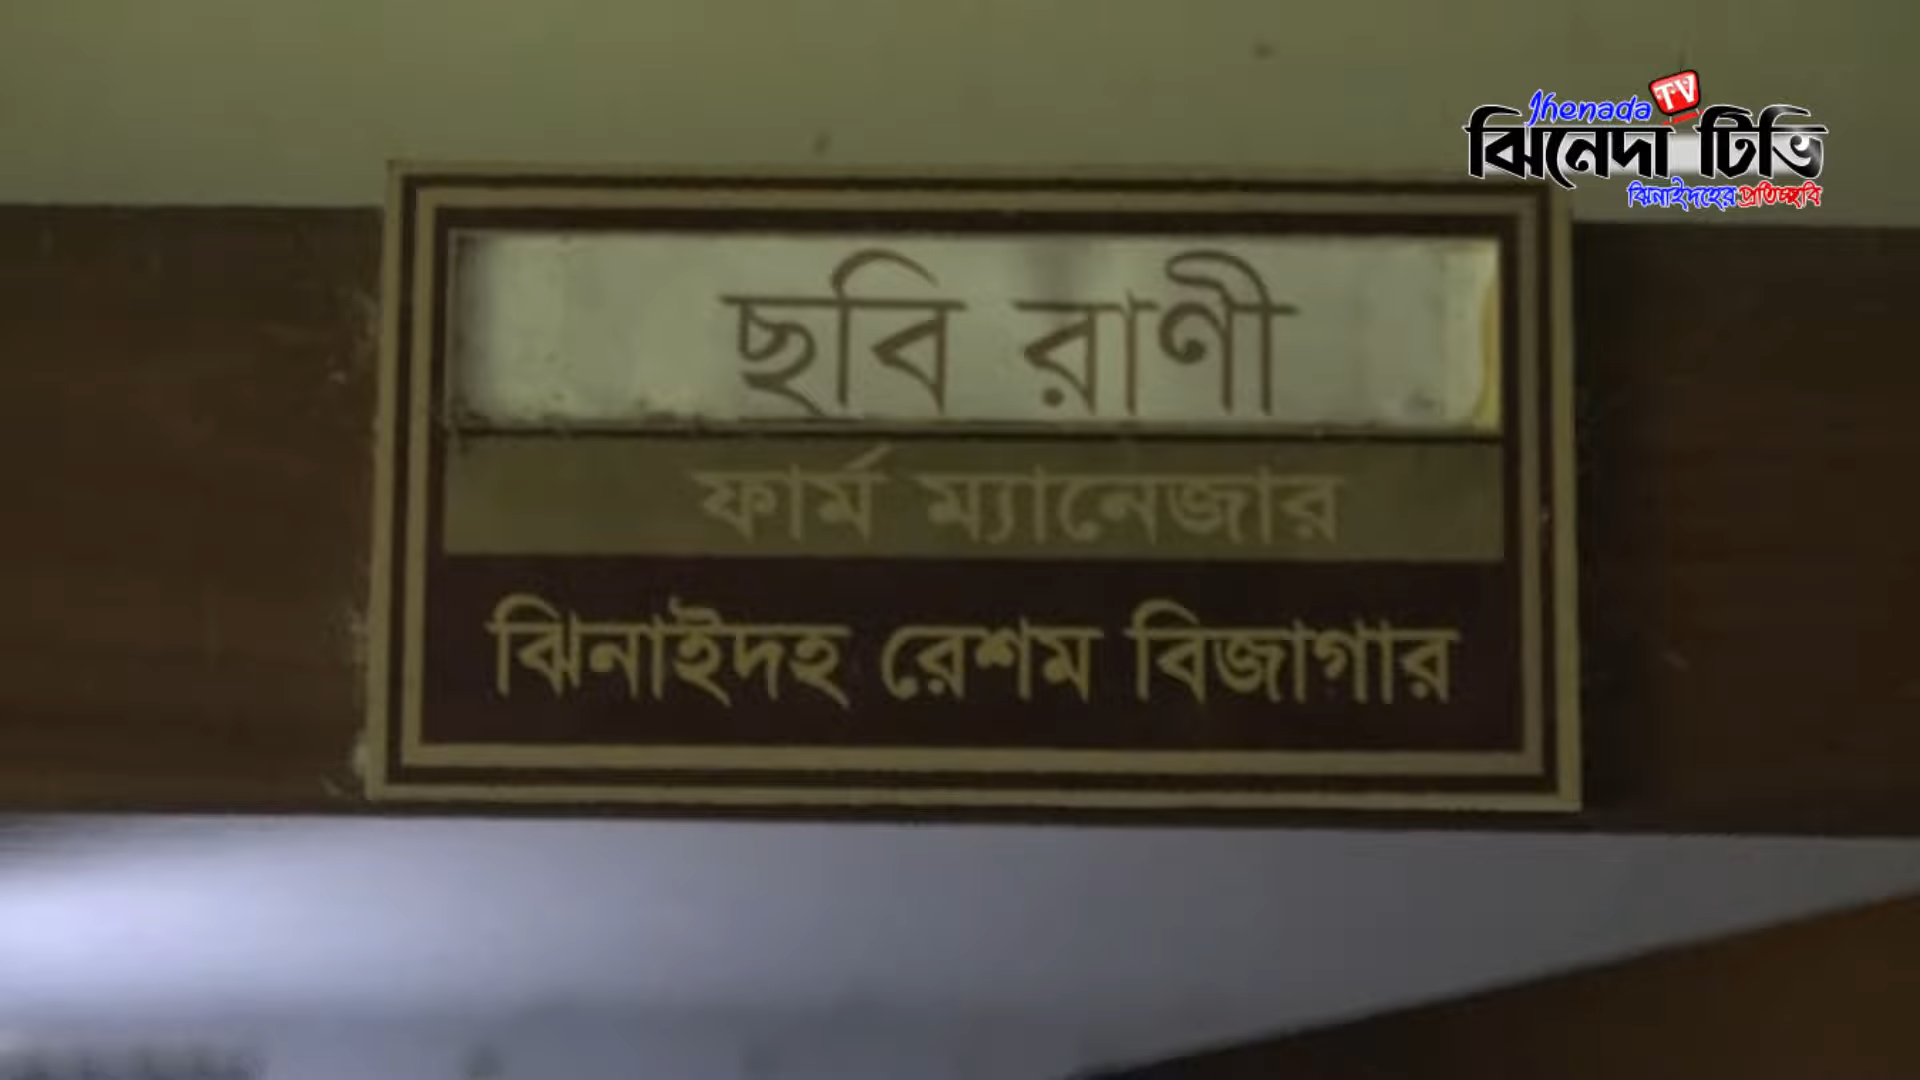 Jhenada TV
ঝিনেদা টিভি
ঝিনাইদহের প্রতিচ্ছবি
ছবি রাণী
ফার্ম ম্যানেজার
ঝিনাইদহ রেশম বিজাগার